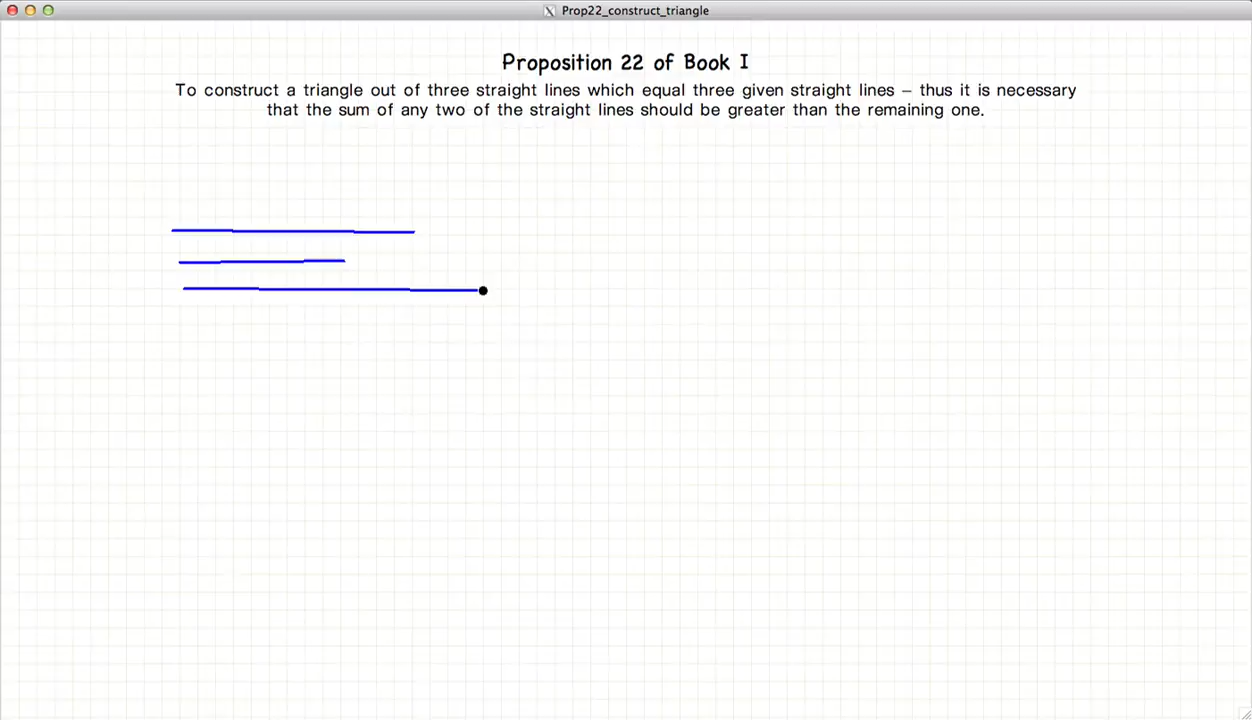 Prop22_construct_triangle
Proposition 22 of Book I
To construct a triangle out of three straight lines which equal three given straight lines – thus it is necessary
that the sum of any two of the straight lines should be greater than the remaining one.